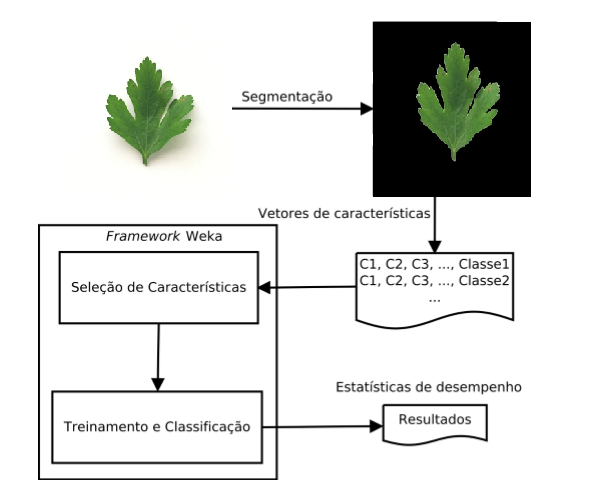 Segmentação
Vetores de características
Framework Weka
C1, C2, C3, ..., Classe1
C1, C2, C3, ..., Classe2
...
Seleção de Características
Estatísticas de desempenho
Treinamento e Classificação
Resultados